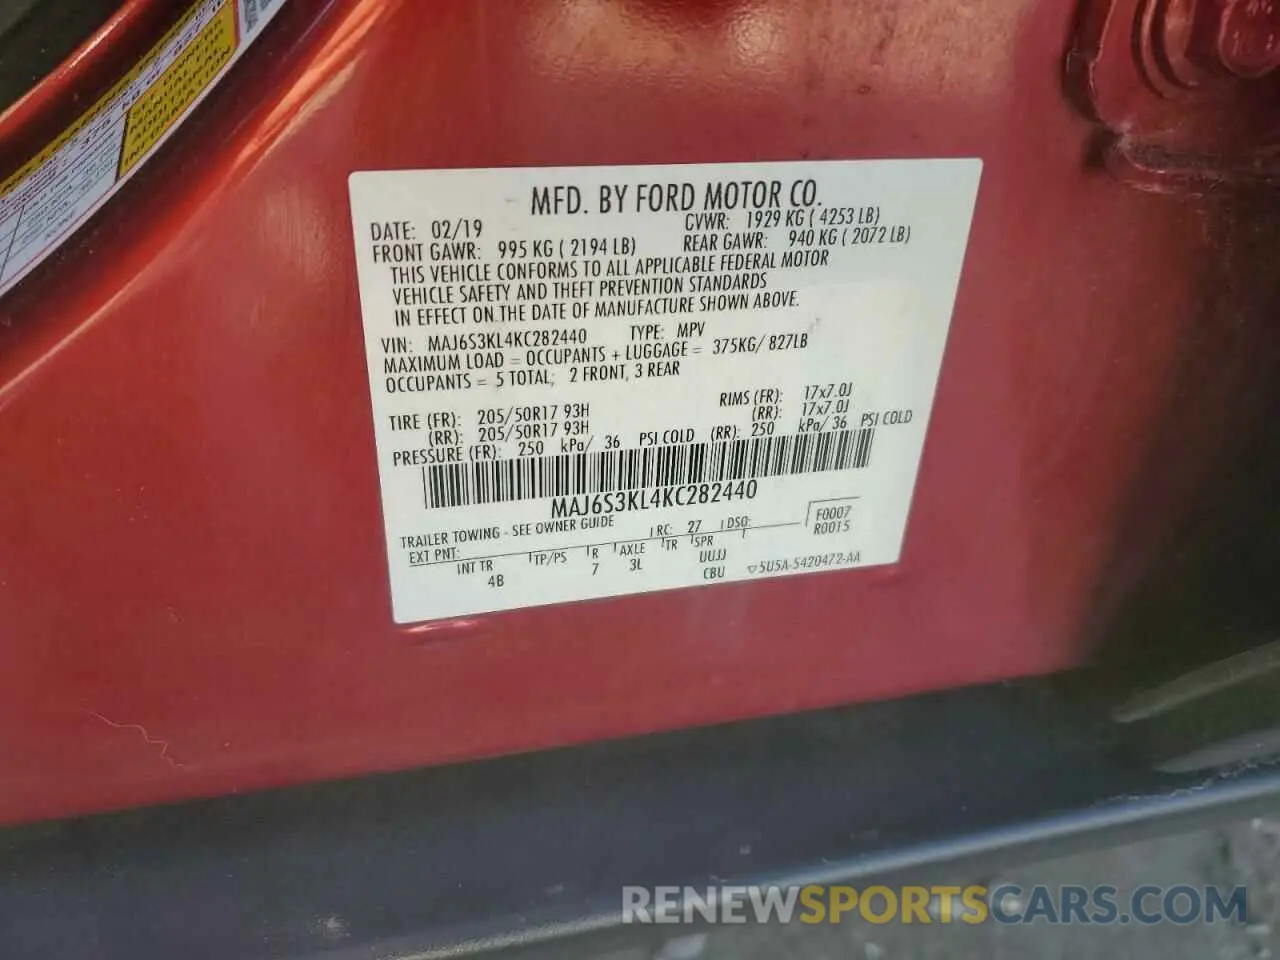 MFD. BY FORD MOTOR CO.
DATE: 02/19 GVWR: 1929 KG ( 4253 LB)
FRONT GAWR: 995 KG ( 2194 LB) REAR GAWR: 940 KG ( 2072 LB)
THIS VEHICLE CONFORMS TO ALL APPLICABLE FEDERAL MOTOR
VEHICLE SAFETY AND THEFT PREVENTION STANDARDS
IN EFFECT ON THE DATE OF MANUFACTURE SHOWN ABOVE.
VIN: MAJ6S3KL4KC282440 TYPE: MPV
MAXIMUM LOAD = OCCUPANTS + LUGGAGE = 375KG/ 827LB
OCCUPANTS = 5 TOTAL; 2 FRONT, 3 REAR
TIRE (FR): 205/50R17 93H RIMS (FR): 17x7.0J
(RR): 205/50R17 93H (RR): 17x7.0J
PRESSURE (FR): 250 kPa/ 36 PSI COLD (RR): 250 kPa/ 36 PSI COLD
MAJ6S3KL4KC282440
TRAILER TOWING - SEE OWNER GUIDE
EXT PNT: RC: 27 DSO: F0007
INT TR TP/PS R AXLE TR SPR R0015
4B 7 3L UUJJ
CBU 5U5A-5420472-AA
RENEWSPORTSCARS.COM